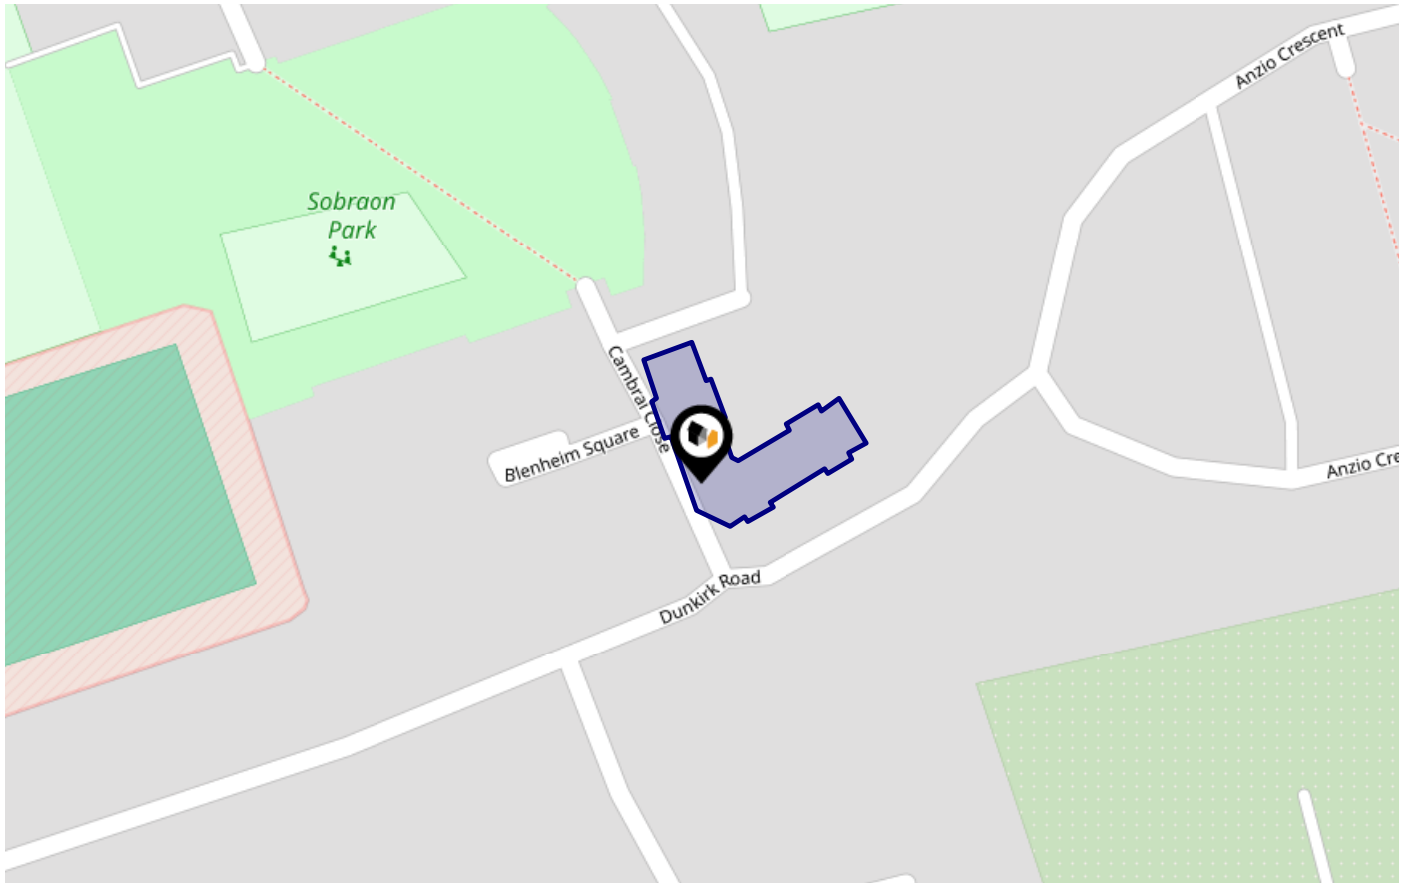 Anzio Crescent
Sobraon
Park
Cambrai Close
Blenheim Square
Anzio Cre
Dunkirk Road